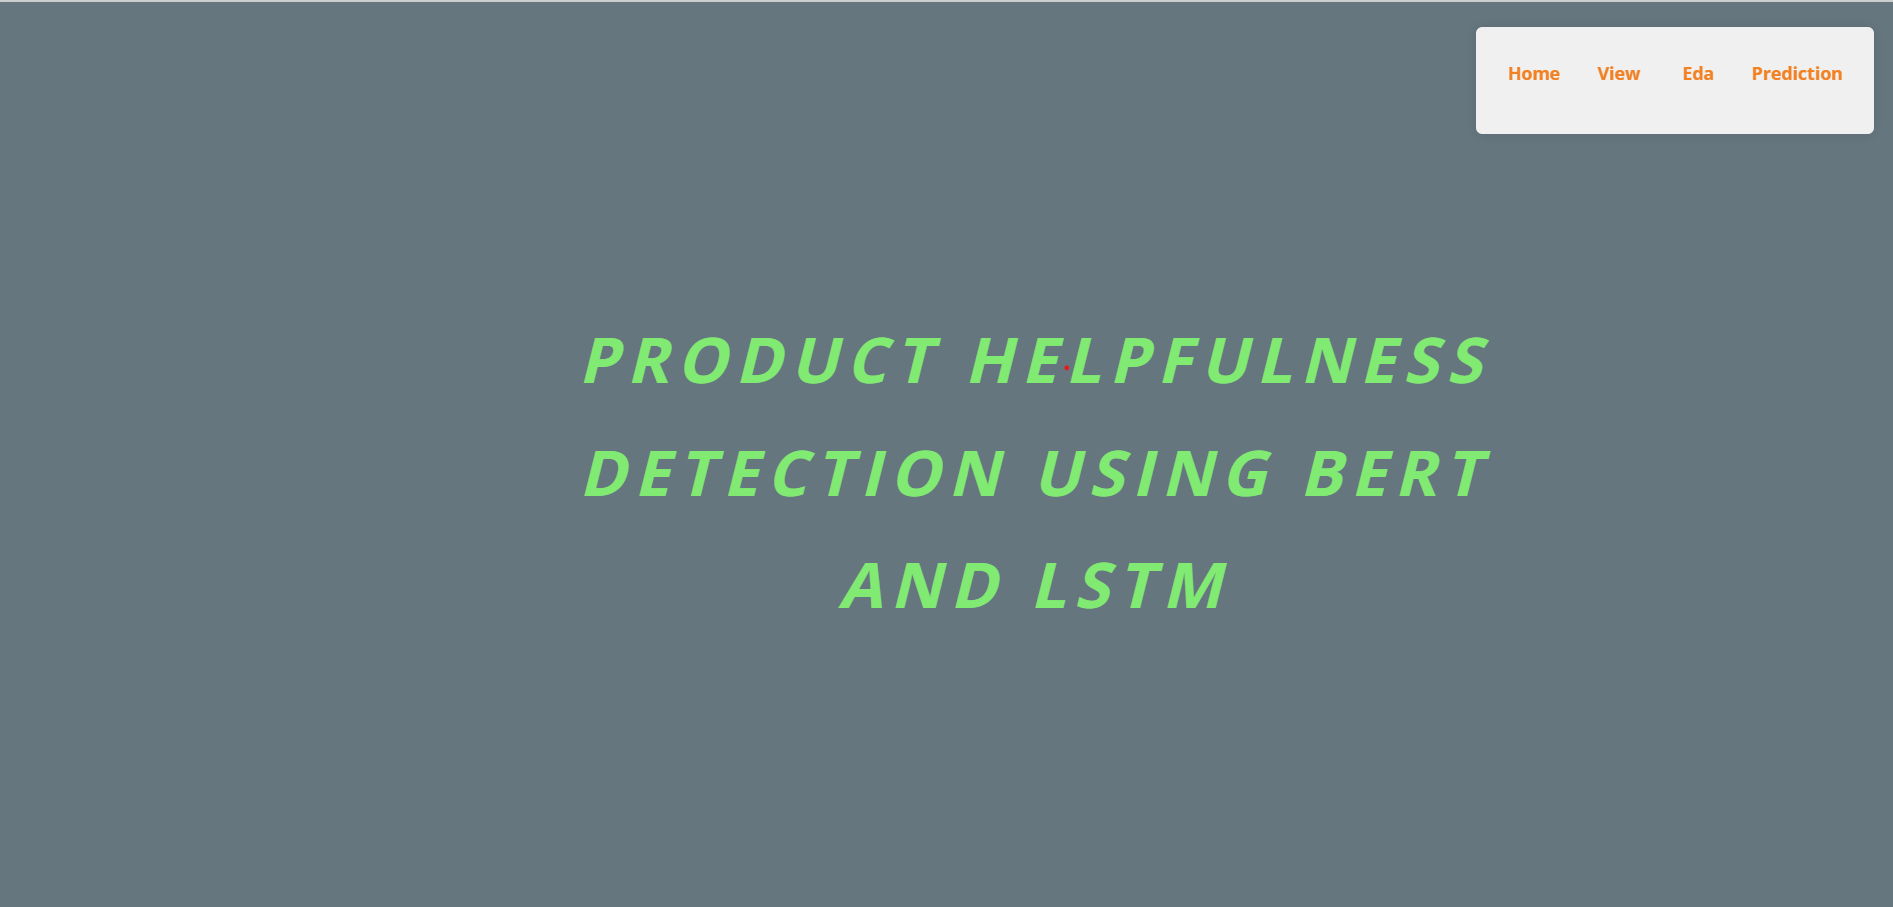 Home View Eda Prediction
PRODUCT HELPFULNESS
DETECTION USING BERT
AND LSTM